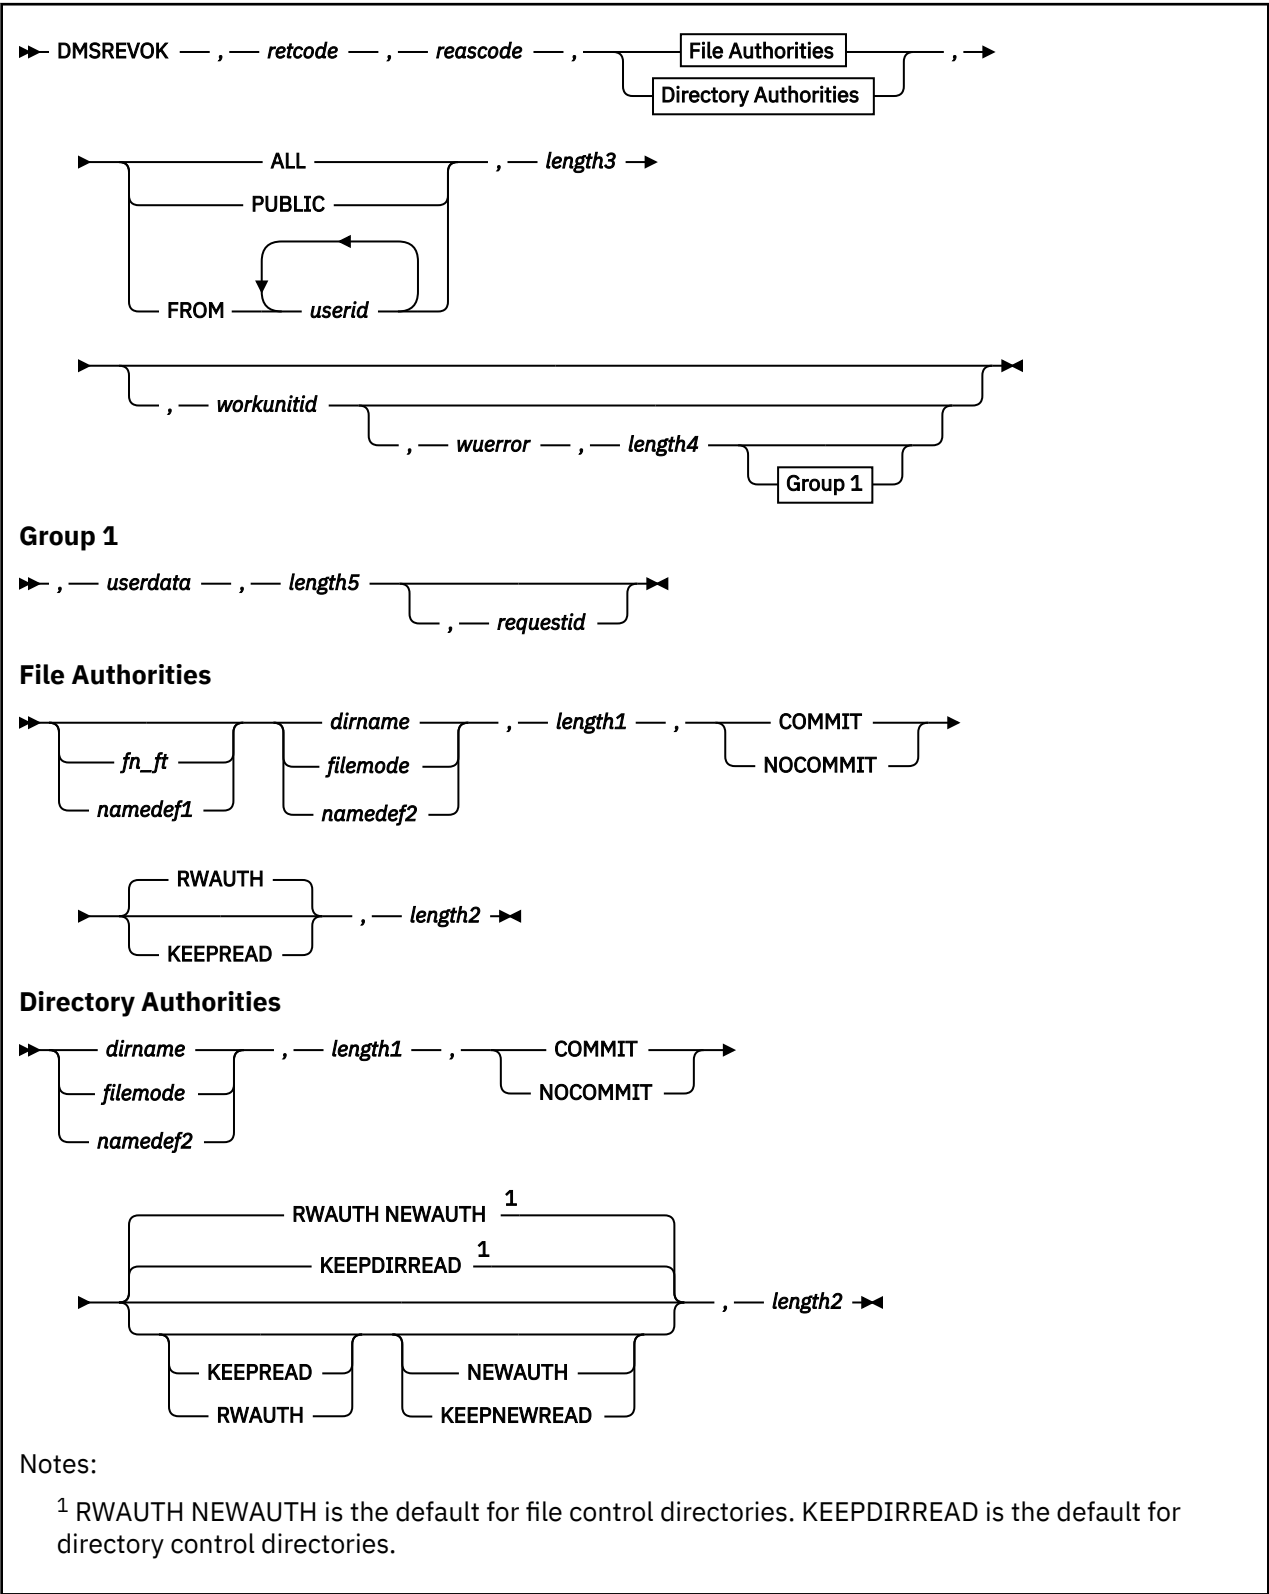 DMSREVOK , retcode , reascode , File Authorities ,
Directory Authorities
ALL , length3
PUBLIC
FROM userid
, workunitid
, wuerror , length4
Group 1
Group 1
, userdata , length5
, requestid
File Authorities
dirname , length1 , COMMIT
fn_ft filemode NOCOMMIT
namedef1 namedef2
RWAUTH
, length2
KEEPREAD
Directory Authorities
dirname , length1 , COMMIT
filemode NOCOMMIT
namedef2
RWAUTH NEWAUTH 1
KEEPDIRREAD 1
, length2
KEEPREAD NEWAUTH
RWAUTH KEEPNEWREAD
Notes:
1 RWAUTH NEWAUTH is the default for file control directories. KEEPDIRREAD is the default for
directory control directories.